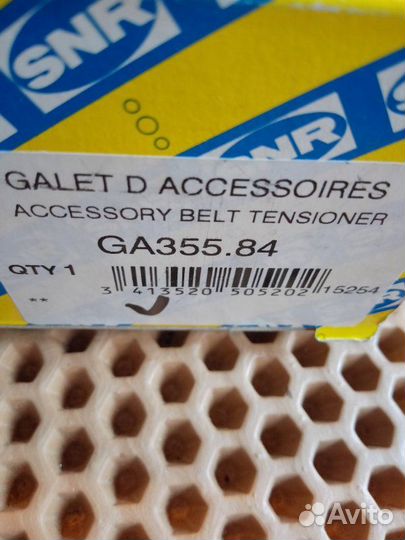 SNR
SNR
GALET D ACCESSOIRES
ACCESSORY BELT TENSIONER
GA355.84
QTY 1
3 413520 505202 15254
**
Avito